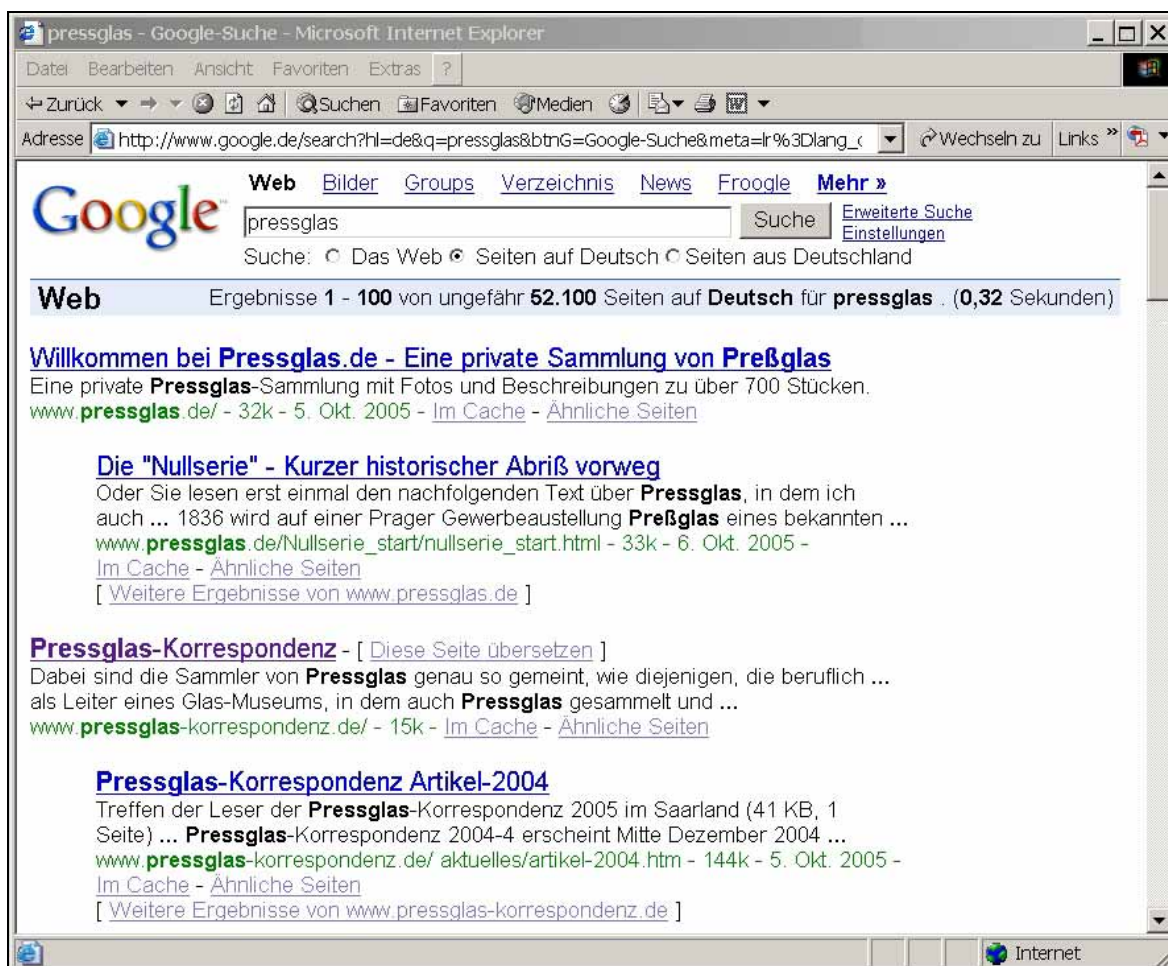 pressglas - Google-Suche - Microsoft Internet Explorer
Datei Bearbeiten Ansicht Favoriten Extras ?
Zurück Suchen Favoriten Medien
Adresse http://www.google.de/search?hl=de&q=pressglas&btnG=Google-Suche&meta=lr%3Dlang_ Wechseln zu Links »
Web Bilder Groups Verzeichnis News Froogle Mehr »
Google™ pressglas Suche Erweiterte Suche
Einstellungen
Suche: Das Web Seiten auf Deutsch Seiten aus Deutschland
Web Ergebnisse 1 - 100 von ungefähr 52.100 Seiten auf Deutsch für pressglas . (0,32 Sekunden)
Willkommen bei Pressglas.de - Eine private Sammlung von Preßglas
Eine private Pressglas-Sammlung mit Fotos und Beschreibungen zu über 700 Stücken.
www.pressglas.de/ - 32k - 5. Okt. 2005 - Im Cache - Ähnliche Seiten
Die "Nullserie" - Kurzer historischer Abriß vorweg
Oder Sie lesen erst einmal den nachfolgenden Text über Pressglas, in dem ich
auch ... 1836 wird auf einer Prager Gewerbeaustellung Preßglas eines bekannten ...
www.pressglas.de/Nullserie_start/nullserie_start.html - 33k - 6. Okt. 2005 -
Im Cache - Ähnliche Seiten
[ Weitere Ergebnisse von www.pressglas.de ]
Pressglas-Korrespondenz - [ Diese Seite übersetzen ]
Dabei sind die Sammler von Pressglas genau so gemeint, wie diejenigen, die beruflich ...
als Leiter eines Glas-Museums, in dem auch Pressglas gesammelt und ...
www.pressglas-korrespondenz.de/ - 15k - Im Cache - Ähnliche Seiten
Pressglas-Korrespondenz Artikel-2004
Treffen der Leser der Pressglas-Korrespondenz 2005 im Saarland (41 KB, 1
Seite) ... Pressglas-Korrespondenz 2004-4 erscheint Mitte Dezember 2004 ...
www.pressglas-korrespondenz.de/ aktuelles/artikel-2004.htm - 144k - 5. Okt. 2005 -
Im Cache - Ähnliche Seiten
[ Weitere Ergebnisse von www.pressglas-korrespondenz.de ]
Internet